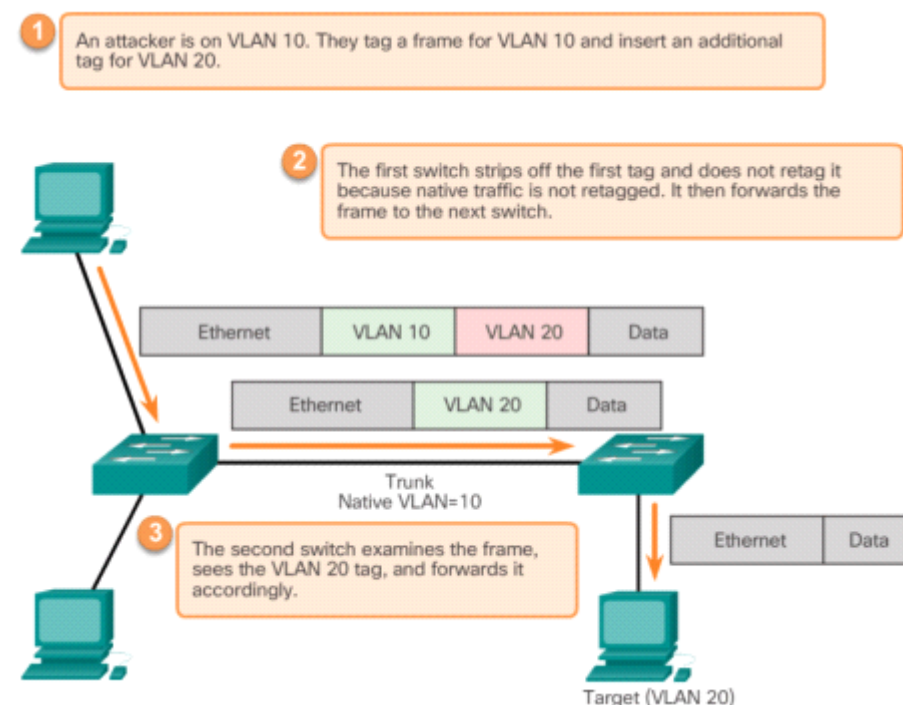 1
An attacker is on VLAN 10. They tag a frame for VLAN 10 and insert an additional
tag for VLAN 20.
2
The first switch strips off the first tag and does not retag it
because native traffic is not retagged. It then forwards the
frame to the next switch.
Ethernet VLAN 10 VLAN 20 Data
Ethernet VLAN 20 Data
Trunk
Native VLAN=10
3
The second switch examines the frame,
sees the VLAN 20 tag, and forwards it
accordingly.
Ethernet Data
Target (VLAN 20)